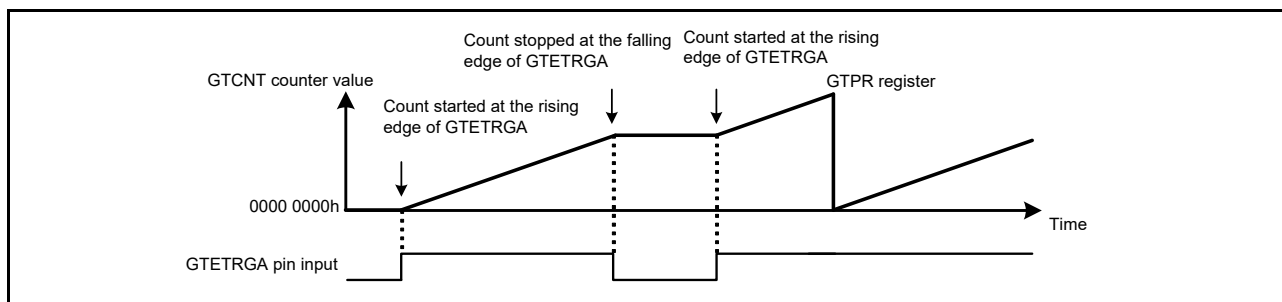 Count stopped at the falling
edge of GTETRGA
Count started at the rising
edge of GTETRGA
GTCNT counter value
GTPR register
Count started at the rising
edge of GTETRGA
0000 0000h
Time
GTETRGA pin input